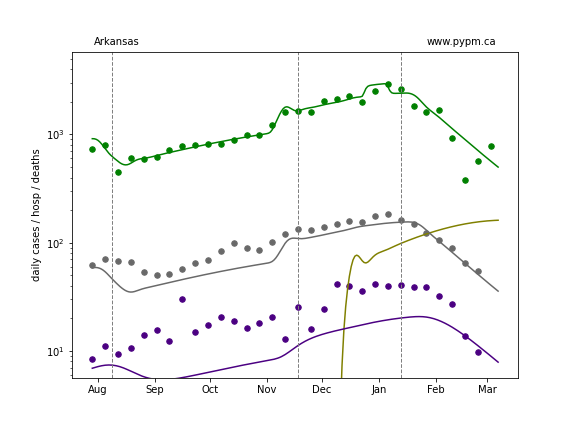 Arkansas www.pypm.ca
daily cases / hosp / deaths
10³
10²
10¹
Aug Sep Oct Nov Dec Jan Feb Mar